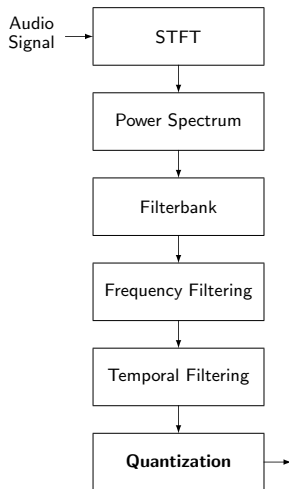 Audio
Signal
STFT
Power Spectrum
Filterbank
Frequency Filtering
Temporal Filtering
Quantization